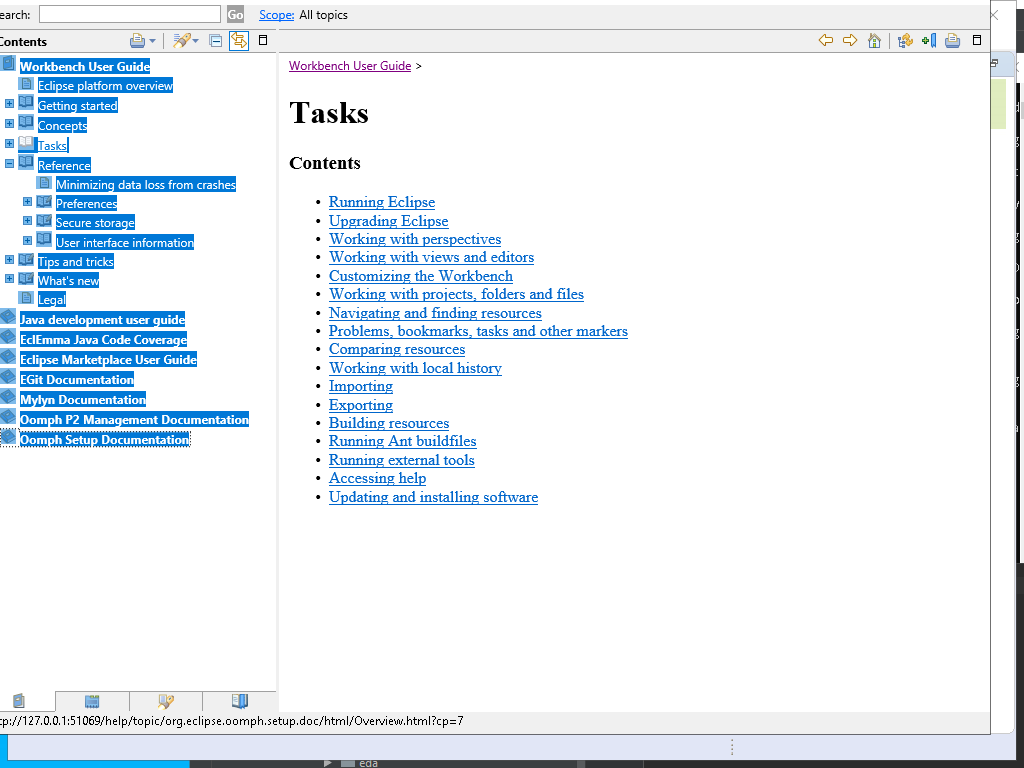 earch: Go Scope: All topics
Contents
Workbench User Guide
Eclipse platform overview
Getting started
Concepts
Tasks
Reference
Minimizing data loss from crashes
Preferences
Secure storage
User interface information
Tips and tricks
What's new
Legal
Java development user guide
EclEmma Java Code Coverage
Eclipse Marketplace User Guide
EGit Documentation
Mylyn Documentation
Oomph P2 Management Documentation
Oomph Setup Documentation
Workbench User Guide >
Tasks
Contents
• Running Eclipse
• Upgrading Eclipse
• Working with perspectives
• Working with views and editors
• Customizing the Workbench
• Working with projects, folders and files
• Navigating and finding resources
• Problems, bookmarks, tasks and other markers
• Comparing resources
• Working with local history
• Importing
• Exporting
• Building resources
• Running Ant buildfiles
• Running external tools
• Accessing help
• Updating and installing software
cp://127.0.0.1:51069/help/topic/org.eclipse.oomph.setup.doc/html/Overview.html?cp=7
eda